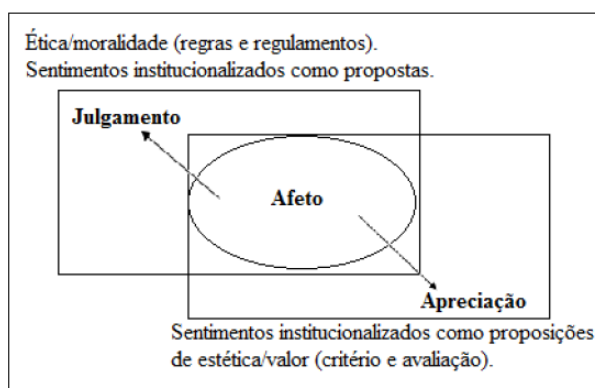 Ética/moralidade (regras e regulamentos).
Sentimentos institucionalizados como propostas.
Julgamento
Afeto
Apreciação
Sentimentos institucionalizados como proposições
de estética/valor (critério e avaliação).